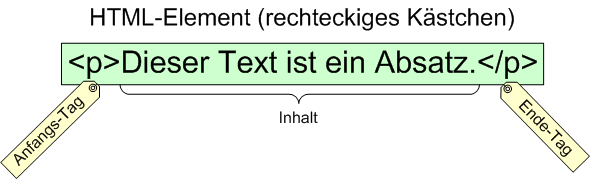 HTML-Element (rechteckiges Kästchen)
<p>Dieser Text ist ein Absatz.</p>
Anfangs-Tag
Inhalt
Ende-Tag